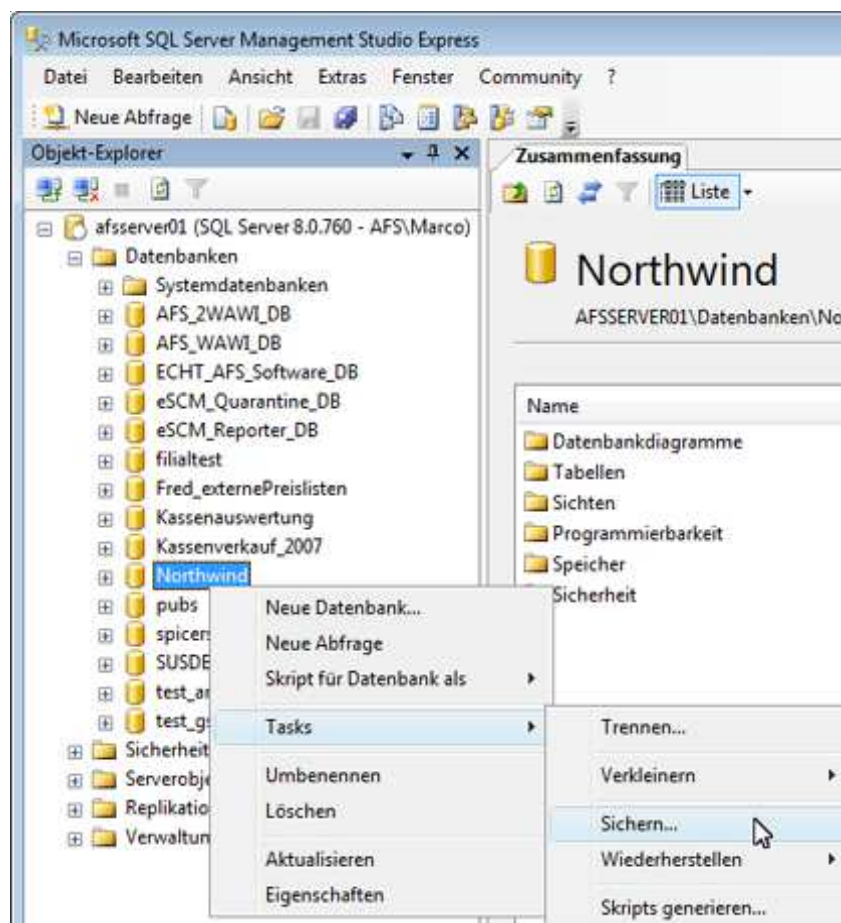 Microsoft SQL Server Management Studio Express
Datei Bearbeiten Ansicht Extras Fenster Community ?
Neue Abfrage
Objekt-Explorer
Zusammenfassung
Liste
afsserver01 (SQL Server 8.0.760 - AFS\Marco)
Datenbanken
Systemdatenbanken
AFS_2WAWI_DB
AFS_WAWI_DB
ECHT_AFS_Software_DB
eSCM_Quarantine_DB
eSCM_Reporter_DB
filialtest
Fred_externePreislisten
Kassenauswertung
Kassenverkauf_2007
Northwind
pubs
spicers
SUSDB
test_ar
test_gs
Sicherheit
Serverobje
Replikatio
Verwaltun
Northwind
AFSSERVER01\Datenbanken\No
Name
Datenbankdiagramme
Tabellen
Sichten
Programmierbarkeit
Speicher
Sicherheit
Neue Datenbank...
Neue Abfrage
Skript für Datenbank als
Tasks
Umbenennen
Löschen
Aktualisieren
Eigenschaften
Trennen...
Verkleinern
Sichern...
Wiederherstellen
Skripts generieren...